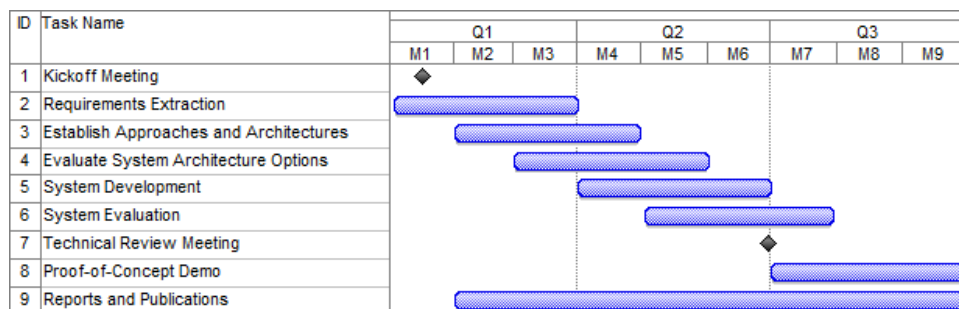 ID Task Name Q1 Q2 Q3
M1 M2 M3 M4 M5 M6 M7 M8 M9
1 Kickoff Meeting
2 Requirements Extraction
3 Establish Approaches and Architectures
4 Evaluate System Architecture Options
5 System Development
6 System Evaluation
7 Technical Review Meeting
8 Proof-of-Concept Demo
9 Reports and Publications